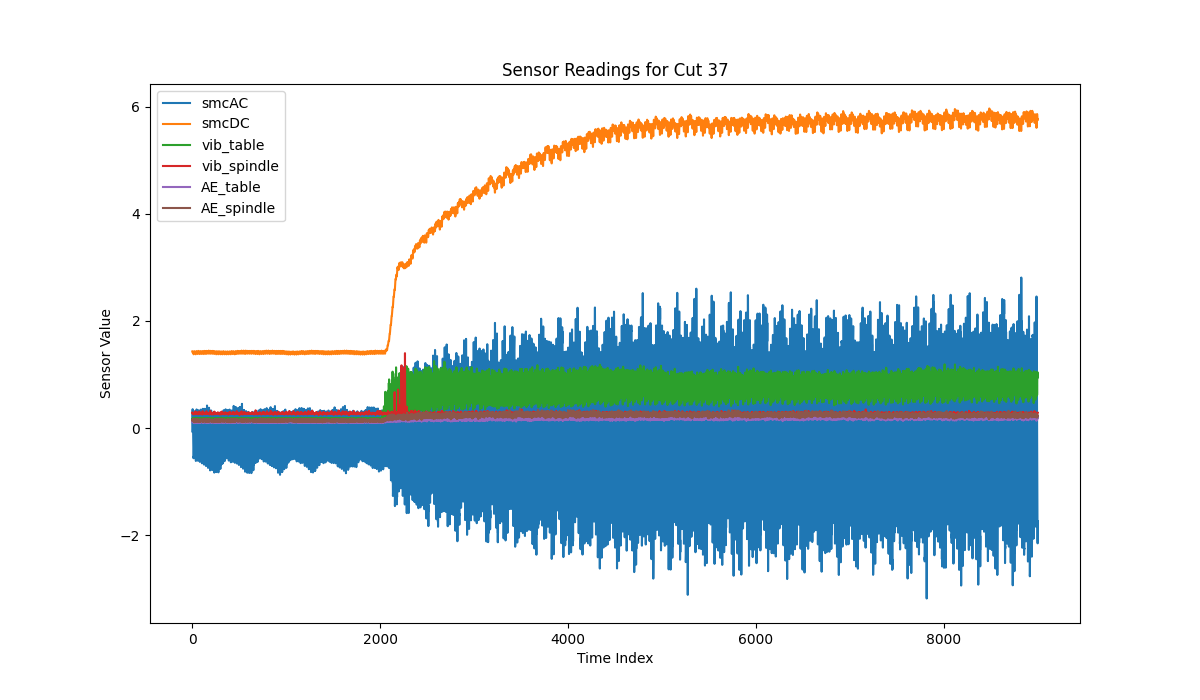 Sensor Readings for Cut 37
smcAC
smcDC
vib_table
vib_spindle
AE_table
AE_spindle
6
4
2
0
−2
Sensor Value
0
2000
4000
6000
8000
Time Index